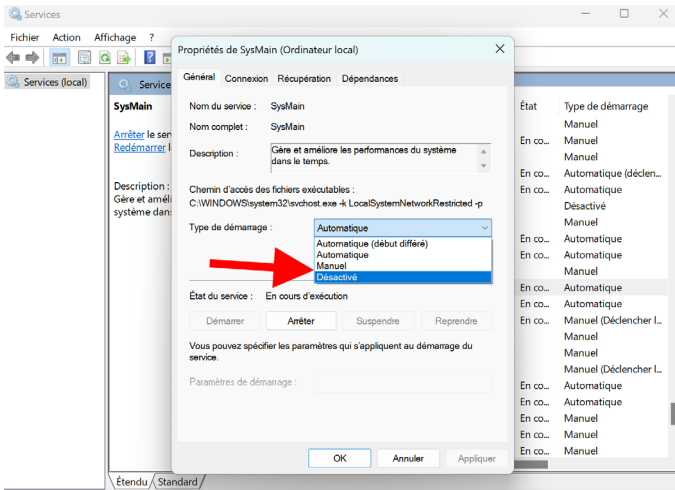 Services
Fichier Action Affichage ?
Services (local)
Service
SysMain
Arrêter le ser
Redémarrer l
Description :
Gère et améli
système dan
Propriétés de SysMain (Ordinateur local)
Général Connexion Récupération Dépendances
Nom du service : SysMain
Nom complet : SysMain
Description : Gère et améliore les performances du système
dans le temps.
Chemin d'accès des fichiers exécutables :
C:\WINDOWS\system32\svchost.exe -k LocalSystemNetworkRestricted -p
Type de démarrage : Automatique
Automatique (début différé)
Automatique
Manuel
Désactivé
État du service : En cours d'exécution
Démarrer Arrêter Suspendre Reprendre
Vous pouvez spécifier les paramètres qui s'appliquent au démarrage du
service.
Paramètres de démarrage :
OK Annuler Appliquer
État Type de démarrage
Manuel
En co... Manuel
Manuel
En co... Automatique (déclen...
En co... Automatique
Désactivé
Manuel
En co... Automatique
En co... Automatique
Manuel
En co... Automatique
En co... Automatique
En co... Manuel (Déclencher l...
Manuel
Manuel
Manuel (Déclencher l...
En co... Automatique
En co... Automatique
En co... Manuel
En co... Manuel
En co... Manuel
Étendu Standard